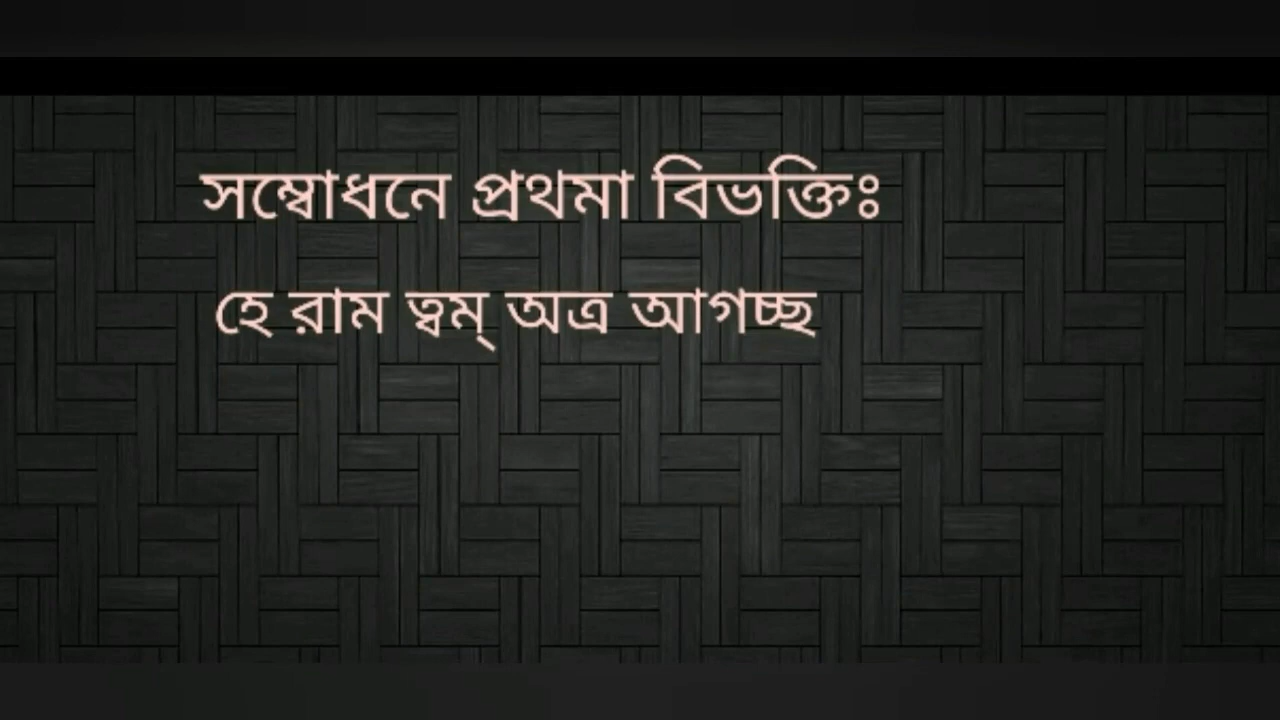 সম্বোধনে প্রথমা বিভক্তিঃ
হে রাম ত্বম্ অত্র আগচ্ছ